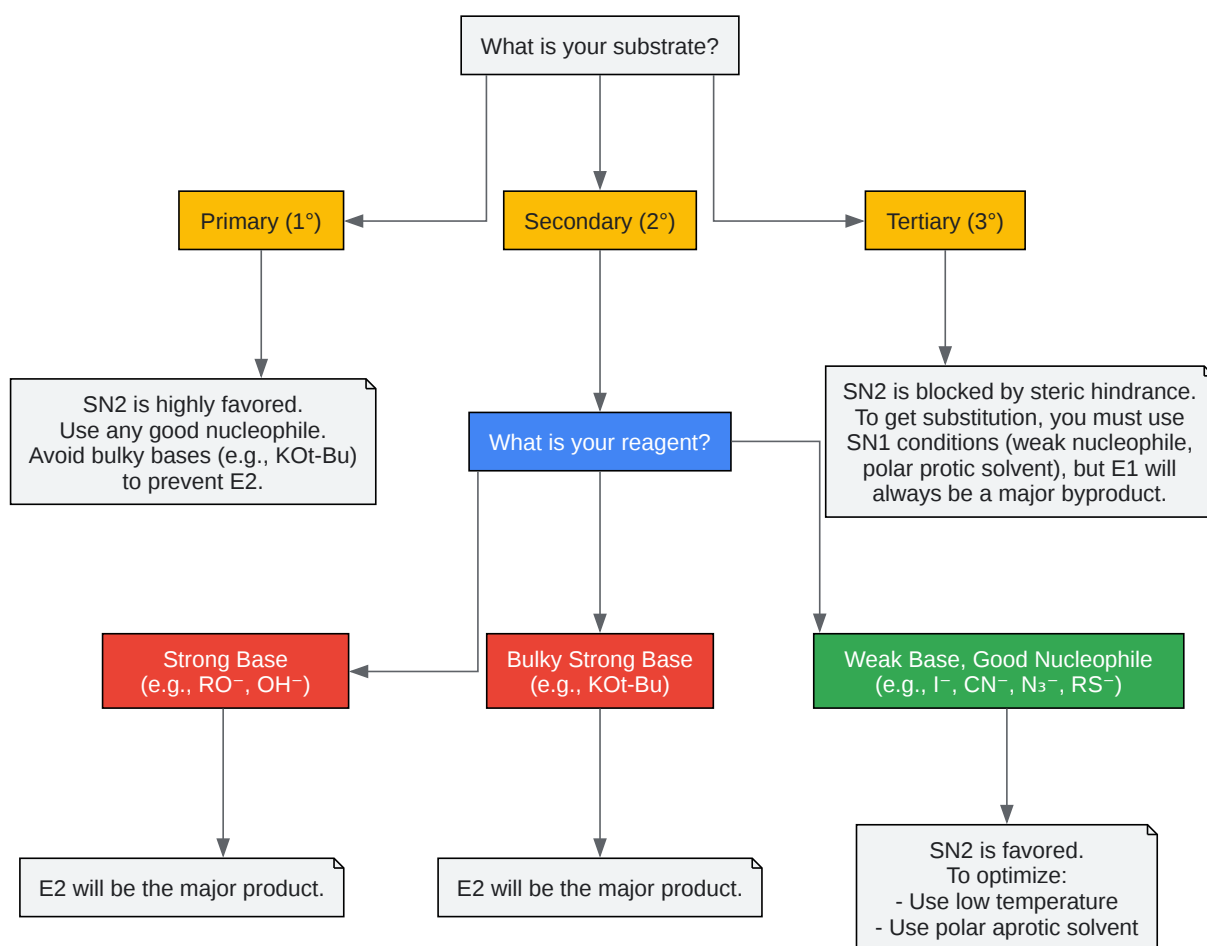 What is your substrate?
Primary (1°)
Secondary (2°)
Tertiary (3°)
SN2 is highly favored.
Use any good nucleophile.
Avoid bulky bases (e.g., KOt-Bu)
to prevent E2.
What is your reagent?
SN2 is blocked by steric hindrance.
To get substitution, you must use
SN1 conditions (weak nucleophile,
polar protic solvent), but E1 will
always be a major byproduct.
Strong Base
(e.g., RO⁻, OH⁻)
Bulky Strong Base
(e.g., KOt-Bu)
Weak Base, Good Nucleophile
(e.g., I⁻, CN⁻, N₃⁻, RS⁻)
E2 will be the major product.
E2 will be the major product.
SN2 is favored.
To optimize:
- Use low temperature
- Use polar aprotic solvent